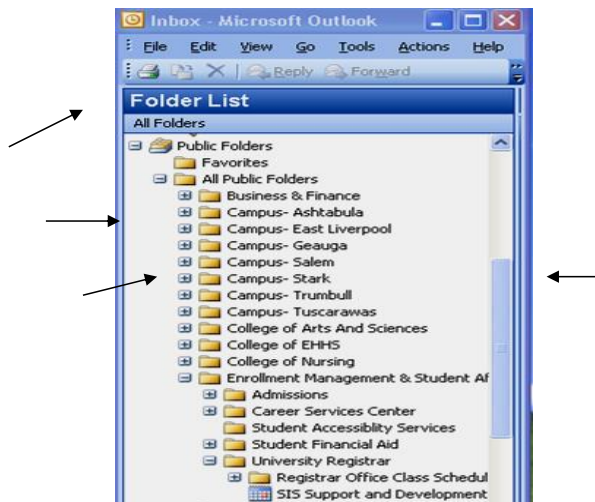 Inbox - Microsoft Outlook
File Edit View Go Tools Actions Help
Reply Forward
Folder List
All Folders
Public Folders
Favorites
All Public Folders
Business & Finance
Campus- Ashtabula
Campus- East Liverpool
Campus- Geauga
Campus- Salem
Campus- Stark
Campus- Trumbull
Campus- Tuscarawas
College of Arts And Sciences
College of EHHS
College of Nursing
Enrollment Management & Student Af
Admissions
Career Services Center
Student Accessiblity Services
Student Financial Aid
University Registrar
Registrar Office Class Schedul
SIS Support and Development